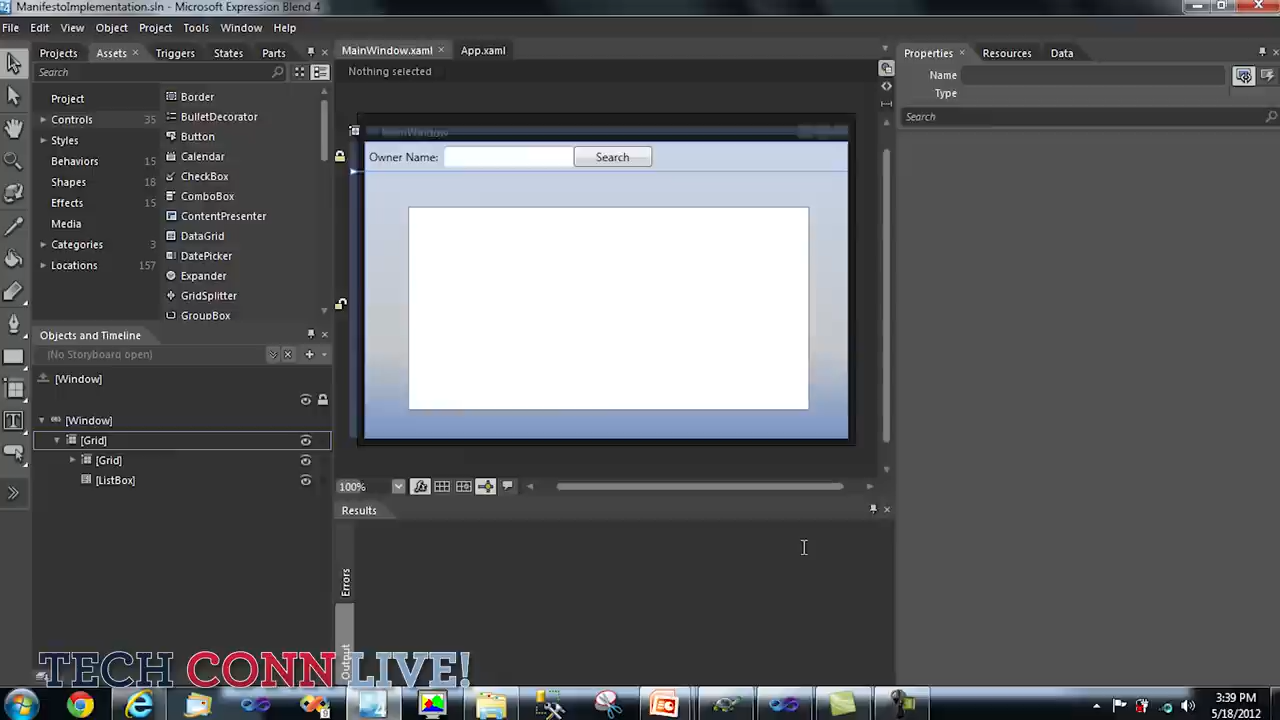 ManifestoImplementation.sln - Microsoft Expression Blend 4
File Edit View Object Project Tools Window Help
Projects Assets Triggers States Parts
MainWindow.xaml App.xaml
Properties Resources Data
Search
Nothing selected
Name
Type
Search
Project
Controls 35
Styles
Behaviors 15
Shapes 18
Effects 15
Media
Categories 3
Locations 157
Border
BulletDecorator
Button
Calendar
CheckBox
ComboBox
ContentPresenter
DataGrid
DatePicker
Expander
GridSplitter
GroupBox
MainWindow
Owner Name: Search
Objects and Timeline
(No Storyboard open)
[Window]
[Window]
[Grid]
[Grid]
[ListBox]
100%
Results
Errors
Output
TECH CONN LIVE!
3:39 PM
5/18/2012